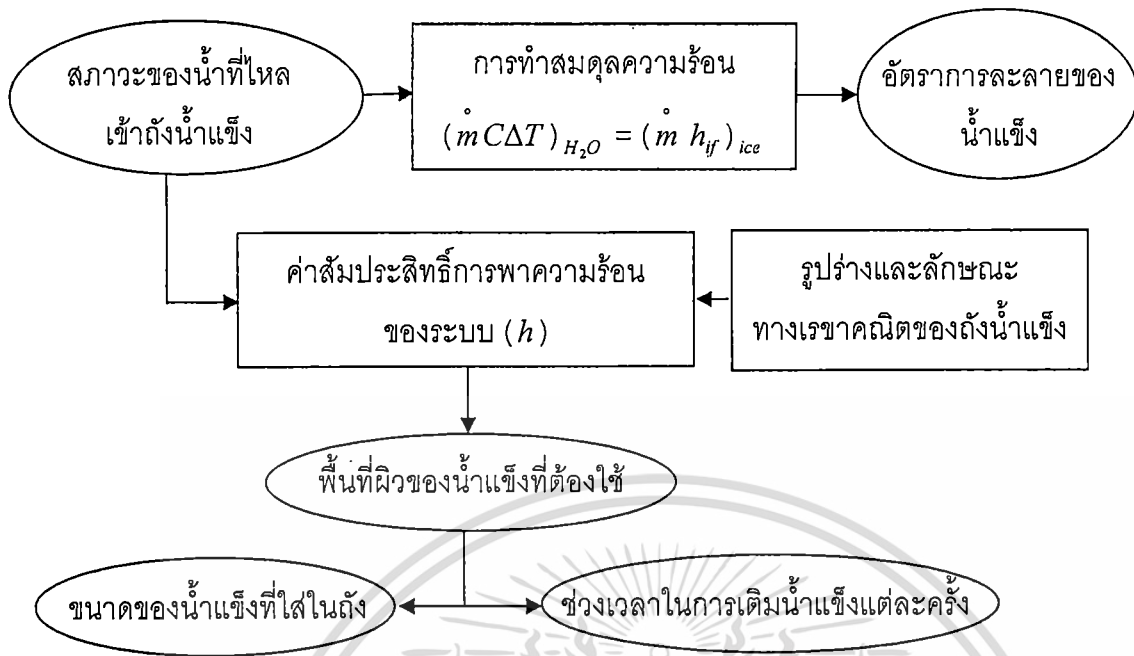 สภาวะของน้ำที่ไหล
เข้าถังน้ำแข็ง
การทำสมดุลความร้อน
$(\overset{\circ}{m} C\Delta T)_{H_2O} = (\overset{\circ}{m} \ h_{if})_{ice}$
อัตราการละลายของ
น้ำแข็ง
ค่าสัมประสิทธิ์การพาความร้อน
ของระบบ (h)
รูปร่างและลักษณะ
ทางเรขาคณิตของถังน้ำแข็ง
พื้นที่ผิวของน้ำแข็งที่ต้องใช้
ขนาดของน้ำแข็งที่ใส่ในถัง
ช่วงเวลาในการเติมน้ำแข็งแต่ละครั้ง